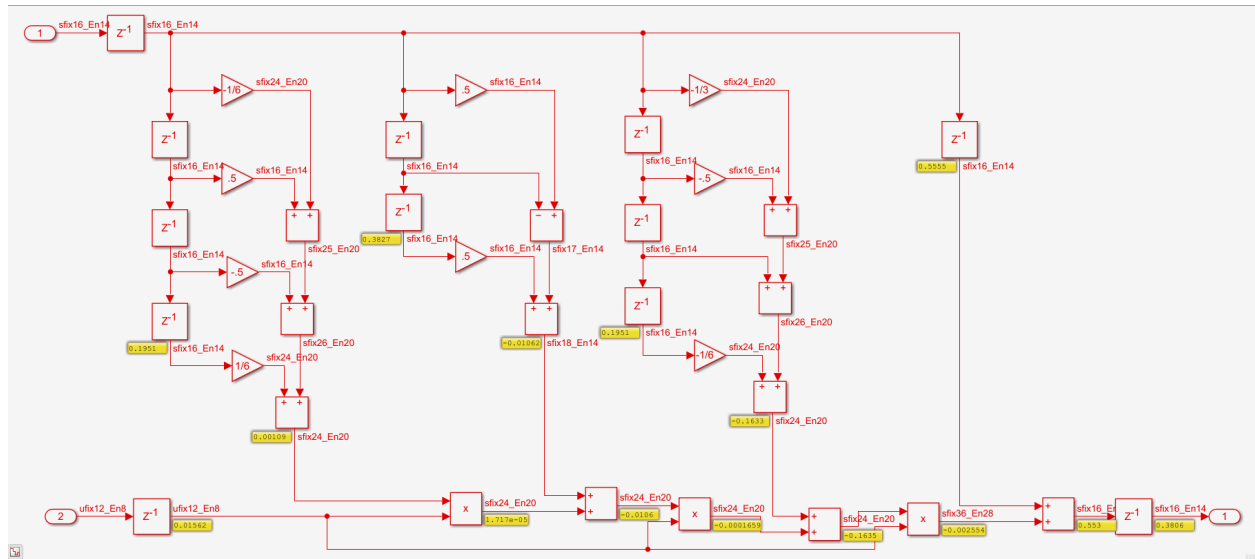 1
sfix16_En14
Z-1
sfix16_En14
-1/6
sfix24_En20
.5
sfix16_En14
-1/3
sfix24_En20
Z-1
Z-1
Z-1
Z-1
sfix16_En14
sfix16_En14
sfix16_En14
0.5555
sfix16_En14
.5
sfix16_En14
-.5
sfix16_En14
Z-1
Z-1
Z-1
+ +
- +
+ +
0.3827
sfix16_En14
sfix16_En14
sfix25_En20
sfix17_En14
sfix16_En14
sfix25_En20
-.5
sfix16_En14
.5
sfix16_En14
Z-1
Z-1
+ +
+ +
+ +
0.1951
sfix16_En14
sfix26_En20
-0.01062
sfix18_En14
0.1951
sfix16_En14
sfix26_En20
1/6
sfix24_En20
-1/6
sfix24_En20
+ +
+ +
0.00109
sfix24_En20
-0.1633
sfix24_En20
2
ufix12_En8
Z-1
ufix12_En8
0.01562
x
sfix24_En20
1.717e-05
+
+
sfix24_En20
-0.0106
x
sfix24_En20
-0.0001659
+
+
sfix24_En20
-0.1635
x
sfix36_En28
-0.002554
+
+
sfix16_En
0.553
Z-1
sfix16_En14
0.3806
1